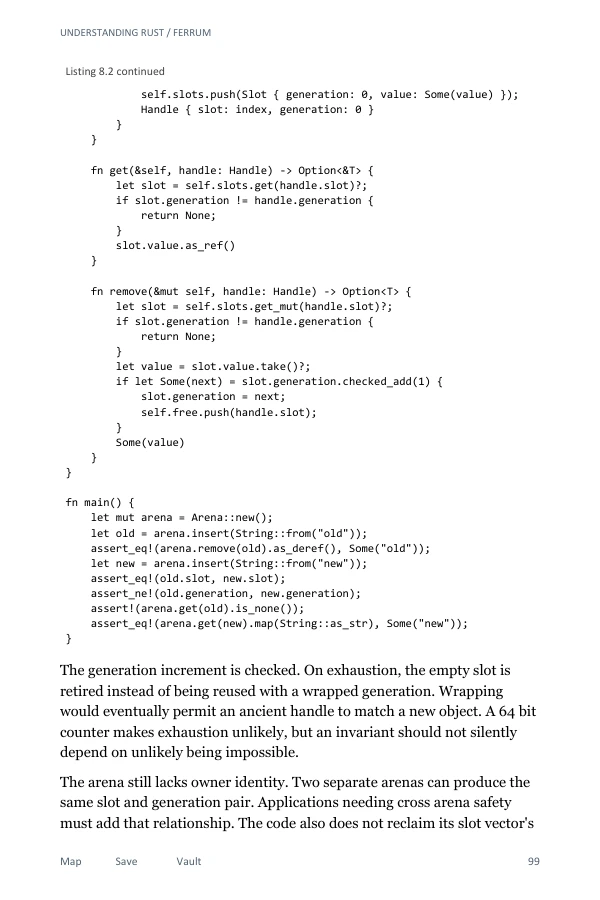 UNDERSTANDING RUST / FERRUM
Listing 8.2 continued
            self.slots.push(Slot { generation: 0, value: Some(value) });
            Handle { slot: index, generation: 0 }
        }
    }

    fn get(&self, handle: Handle) -> Option<&T> {
        let slot = self.slots.get(handle.slot)?;
        if slot.generation != handle.generation {
            return None;
        }
        slot.value.as_ref()
    }

    fn remove(&mut self, handle: Handle) -> Option<T> {
        let slot = self.slots.get_mut(handle.slot)?;
        if slot.generation != handle.generation {
            return None;
        }
        let value = slot.value.take()?;
        if let Some(next) = slot.generation.checked_add(1) {
            slot.generation = next;
            self.free.push(handle.slot);
        }
        Some(value)
    }
}

fn main() {
    let mut arena = Arena::new();
    let old = arena.insert(String::from("old"));
    assert_eq!(arena.remove(old).as_deref(), Some("old"));
    let new = arena.insert(String::from("new"));
    assert_eq!(old.slot, new.slot);
    assert_ne!(old.generation, new.generation);
    assert!(arena.get(old).is_none());
    assert_eq!(arena.get(new).map(String::as_str), Some("new"));
}
The generation increment is checked. On exhaustion, the empty slot is
retired instead of being reused with a wrapped generation. Wrapping
would eventually permit an ancient handle to match a new object. A 64 bit
counter makes exhaustion unlikely, but an invariant should not silently
depend on unlikely being impossible.
The arena still lacks owner identity. Two separate arenas can produce the
same slot and generation pair. Applications needing cross arena safety
must add that relationship. The code also does not reclaim its slot vector's
Map Save Vault 99